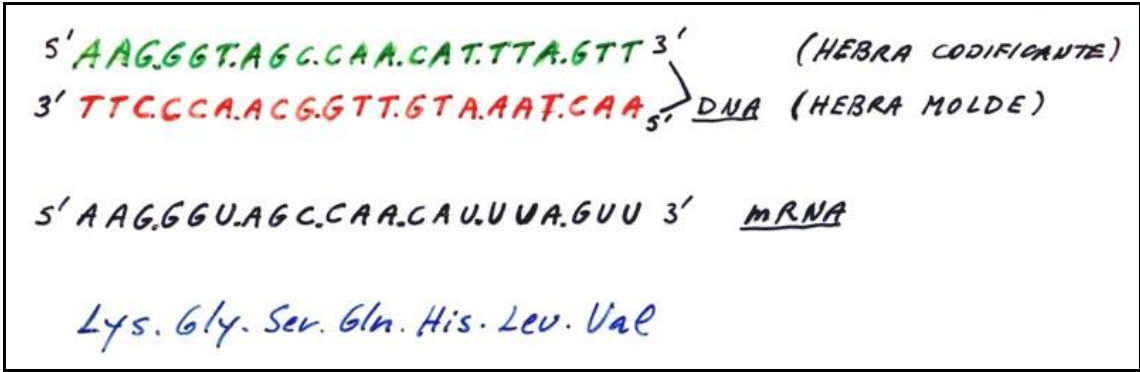 5' AAG.GGT.AGC.CAA.CAT.TTA.GTT 3' (HEBRA CODIFICANTE)
3' TTC.CCA.ACG.GTT.GTA.AAT.CAA 5' DNA (HEBRA MOLDE)
5' AAG.GGU.AGC.CAA.CAU.UUA.GUU 3' mRNA
Lys. Gly. Ser. Gln. His. Leu. Val